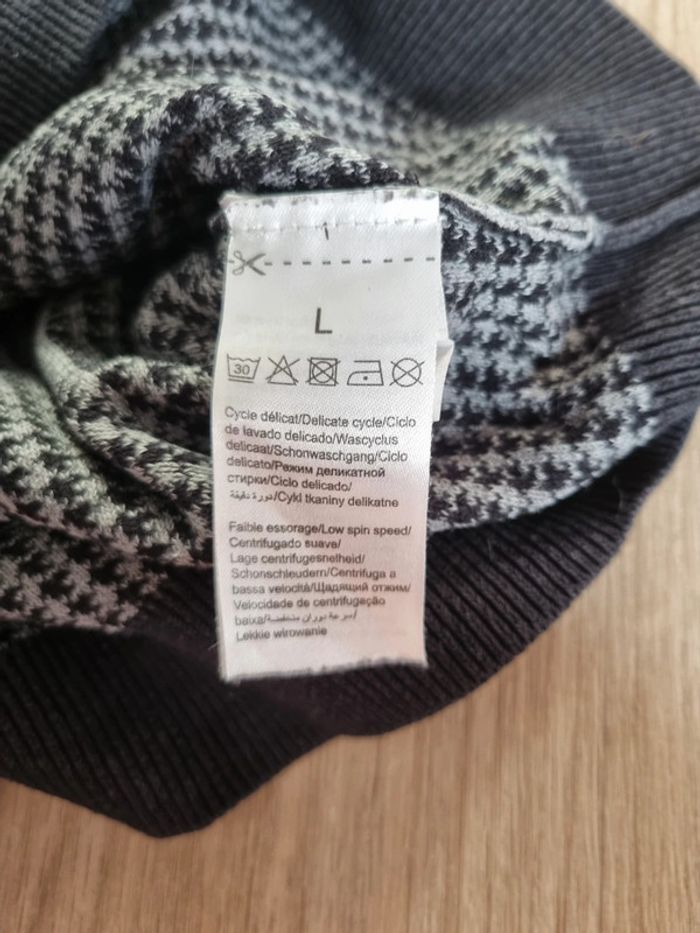 L
30
Cycle délicat/Delicate cycle/Ciclo
de lavado delicado/Wascyclus
delicaat/Schonwaschgang/Ciclo
delicato/Режим деликатной
стирки/Ciclo delicado/
دورة دقيقة/Cykl tkaniny delikatne
Faible essorage/Low spin speed/
Centrifugado suave/
Lage centrifugesnelheid/
Schonschleudern/Centrifuga a
bassa velocità/Щадящий отжим/
Velocidade de centrifugação
baixa/سرعة دوران منخفضة/
Lekkie wirowanie